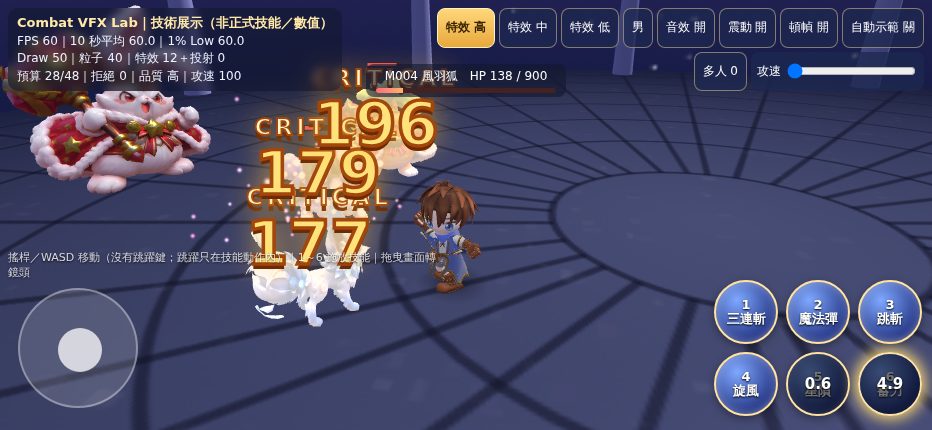 Combat VFX Lab｜技術展示（非正式技能／數值）
FPS 60｜10 秒平均 60.0｜1% Low 60.0
Draw 50｜粒子 40｜特效 12＋投射 0
預算 28/48｜拒絕 0｜品質 高｜攻速 100
特效 高
特效 中
特效 低
男
音效 開
震動 開
頓幀 開
自動示範 關
多人 0
攻速
M004 風羽狐 HP 138 / 900
CRITICAL
196
CRITICAL
179
CRITICAL
177
搖桿／WASD 移動（沒有跳躍鍵；跳躍只在技能動作內）｜1～6 施放技能｜拖曳畫面轉
鏡頭
1
三連斬
2
魔法彈
3
跳斬
4
旋風
5
0.6
6
4.9
蓄力